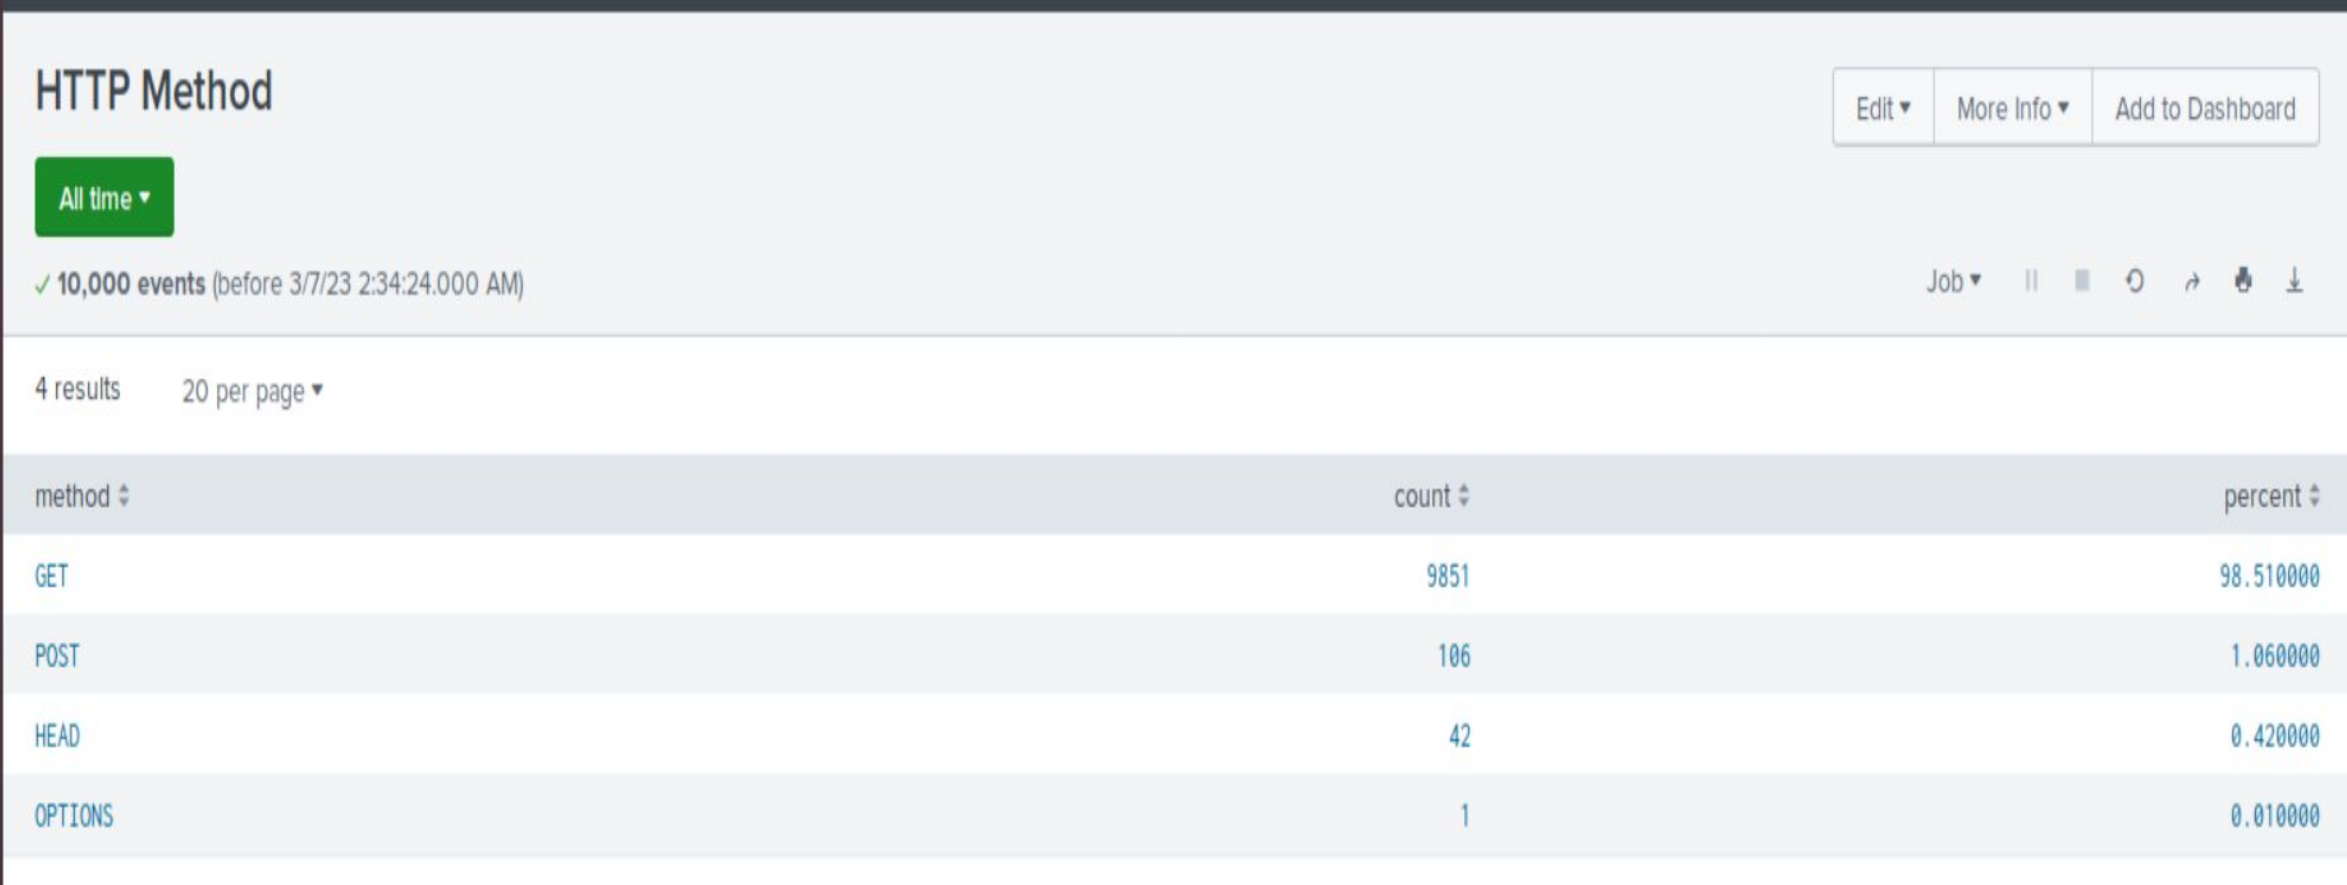 HTTP Method
Edit More Info Add to Dashboard
All time
10,000 events (before 3/7/23 2:34:24.000 AM)
Job
4 results 20 per page
method count percent
GET 9851 98.510000
POST 106 1.060000
HEAD 42 0.420000
OPTIONS 1 0.010000